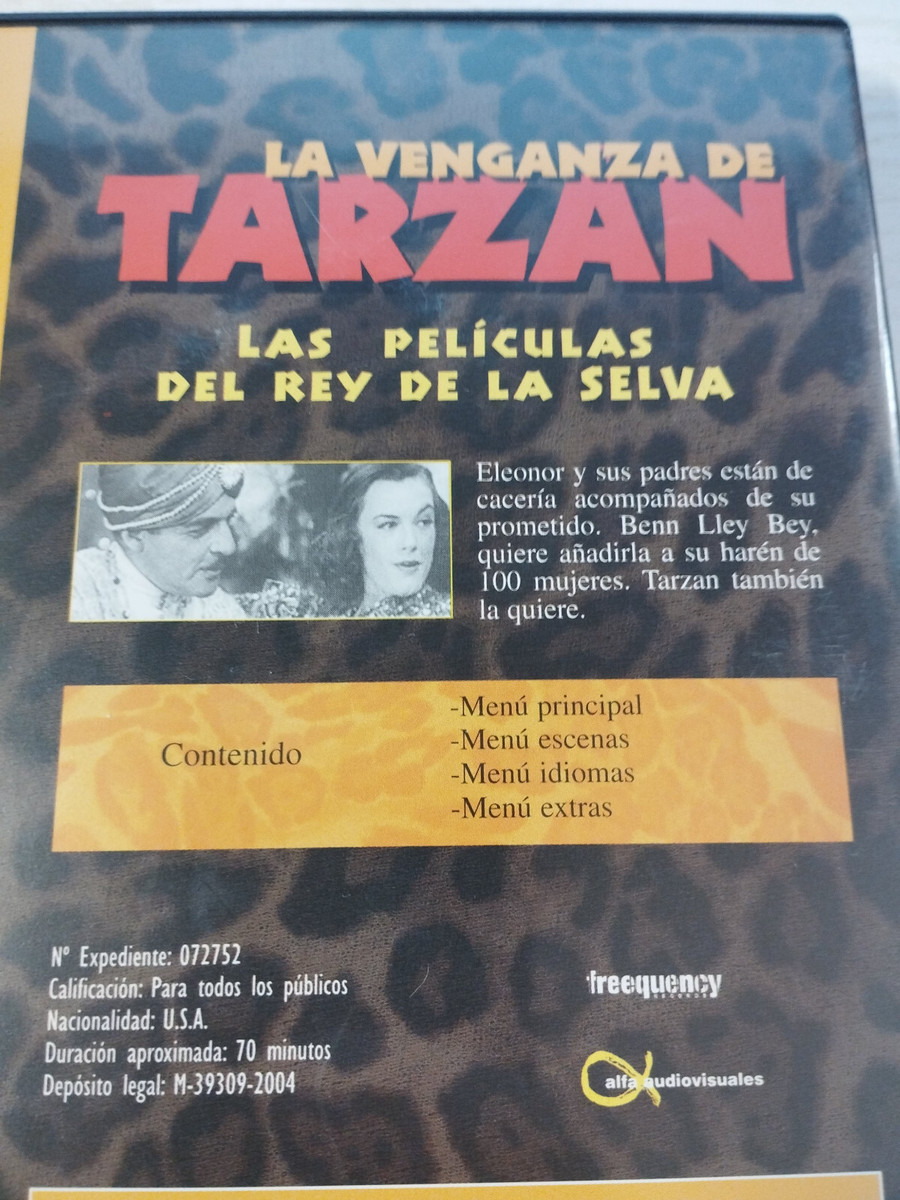 LA VENGANZA DE
TARZAN
LAS PELÍCULAS
DEL REY DE LA SELVA
Eleonor y sus padres están de
cacería acompañados de su
prometido. Benn Lley Bey,
quiere añadirla a su harén de
100 mujeres. Tarzan también
la quiere.
Contenido
-Menú principal
-Menú escenas
-Menú idiomas
-Menú extras
Nº Expediente: 072752
Calificación: Para todos los públicos
Nacionalidad: U.S.A.
Duración aproximada: 70 minutos
Depósito legal: M-39309-2004
freequency
RECORDS
alfa audiovisuales